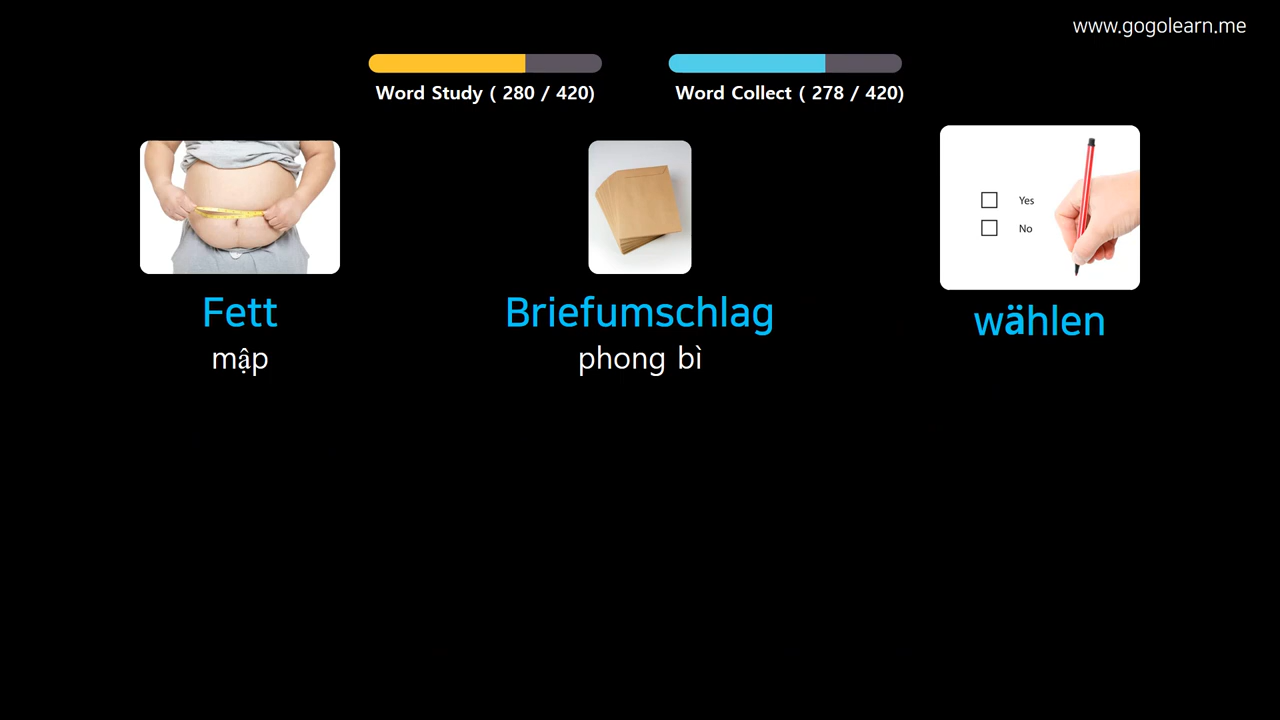 www.gogolearn.me
Word Study ( 280 / 420)
Word Collect ( 278 / 420)
Yes
No
Fett
mập
Briefumschlag
phong bì
wählen